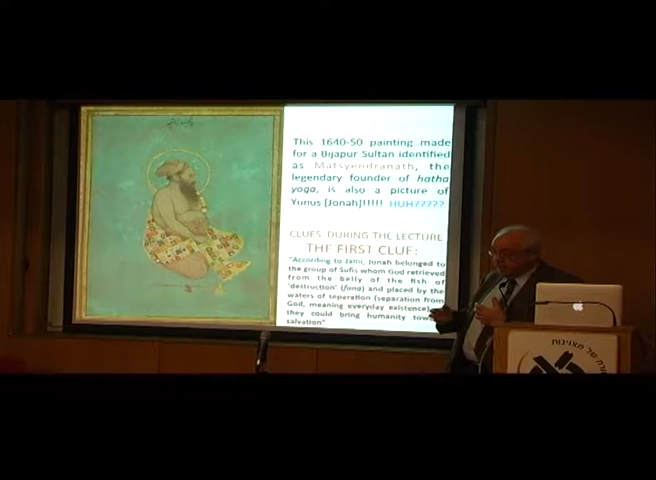 This 1640-50 painting made
for a Bijapur Sultan identified
as Matsyendranath, the
legendary founder of hatha
yoga, is also a picture of
Yunus [Jonah]!!!!! HUH?????
CLUES DURING THE LECTURE
THE FIRST CLUE:
"According to Jami, Jonah belonged to
the group of Sufis whom God retrieved
from the belly of the fish of
'destruction' (fana) and placed by the
waters of separation (separation from
God, meaning everyday existence)
they could bring humanity
salvation"